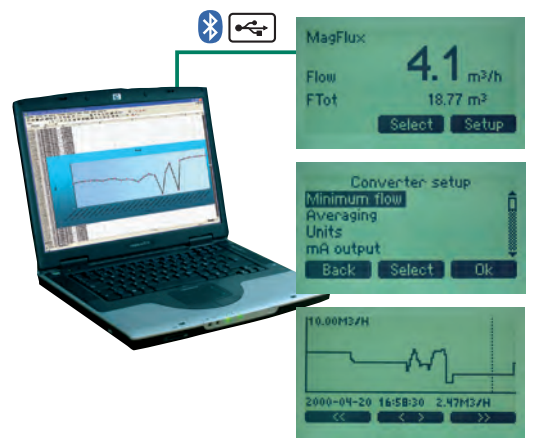 MagFlux
4.1 m³/h
Flow
FTot 18.77 m³
Select Setup
Converter setup
Minimum flow
Averaging
Units
mA output
Back Select Ok
10.00M3/H
2000-04-20 16:58:30 2.47M3/H
<< < > >>